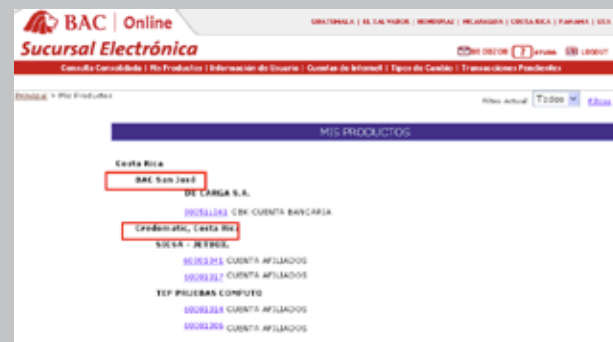 BAC | Online
GUATEMALA | EL SALVADOR | HONDURAS | NICARAGUA | COSTA RICA | PANAMA | USA
Sucursal Electrónica
? AYUDA LOGOUT
Consulta Consolidada | Mis Productos | Información de Usuario | Cuentas de Internet | Tipos de Cambio | Transacciones Pendientes
Principal > Mis Productos
Filtro Actual: Todos Filtros
MIS PRODUCTOS
Costa Rica
BAC San José
DE CARGA S.A.
CBK CUENTA BANCARIA
Credomatic, Costa Rica
CUENTA AFILIADOS
CUENTA AFILIADOS
TEF PRUEBAS COMPUTO
CUENTA AFILIADOS
CUENTA AFILIADOS